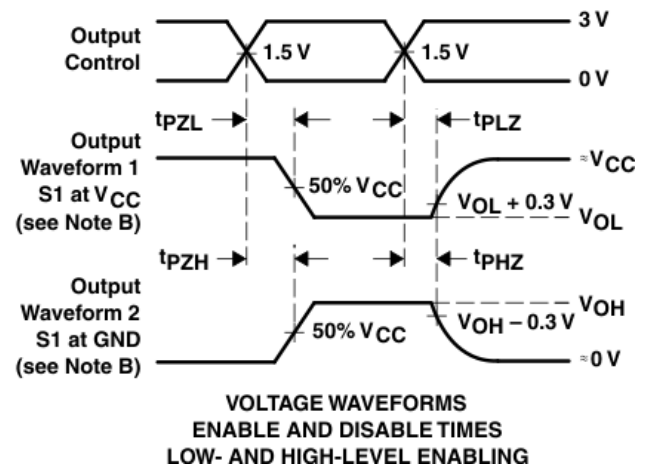 Output
Control
3 V
1.5 V
1.5 V
0 V
tPZL
tPLZ
Output
Waveform 1
S1 at VCC
(see Note B)
≈VCC
50% VCC
VOL + 0.3 V
VOL
tPZH
tPHZ
Output
Waveform 2
S1 at GND
(see Note B)
VOH
VOH – 0.3 V
50% VCC
≈0 V
VOLTAGE WAVEFORMS
ENABLE AND DISABLE TIMES
LOW- AND HIGH-LEVEL ENABLING